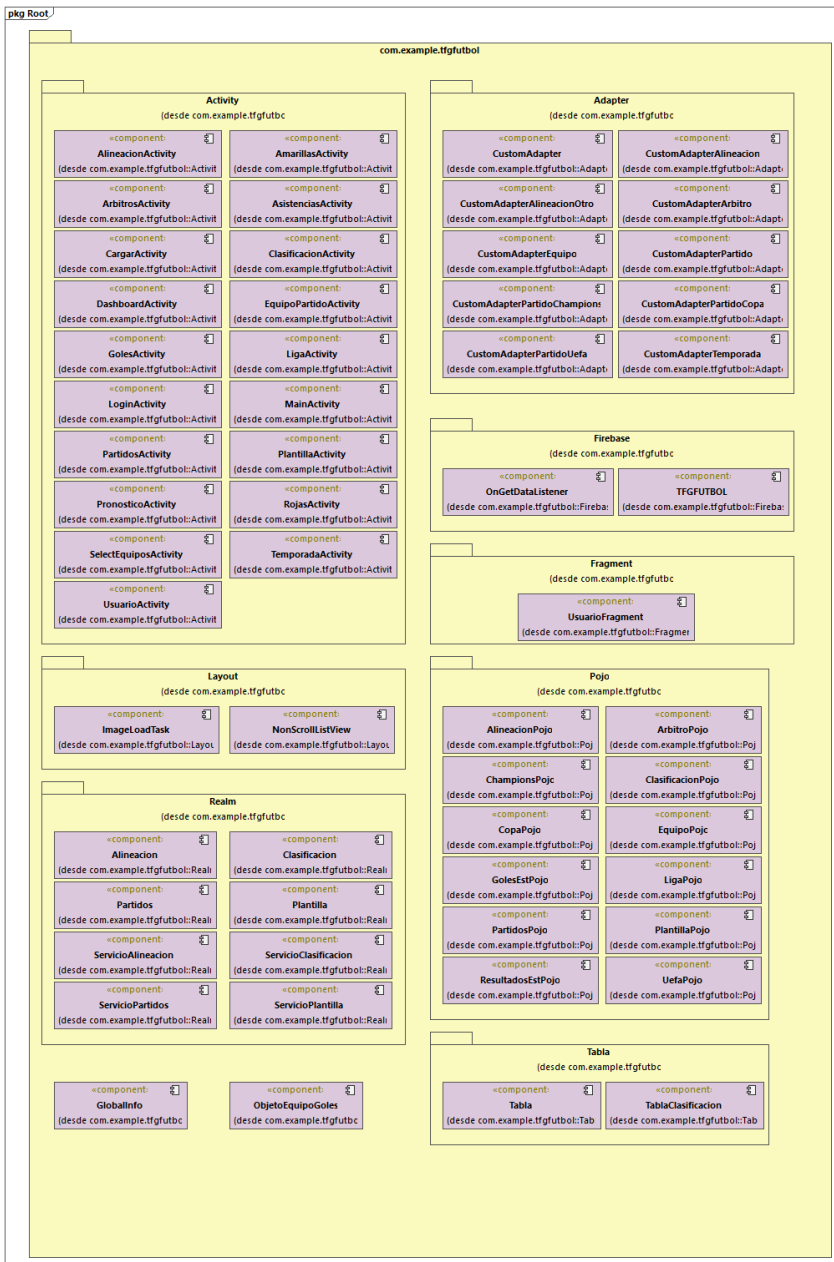 pkg Root
com.example.tfgfutbol
Activity
(desde com.example.tfgfutbc
«component»
AlineacionActivity
(desde com.example.tfgfutbol::Activit
«component»
AmarillasActivity
(desde com.example.tfgfutbol::Activit
«component»
ArbitrosActivity
(desde com.example.tfgfutbol::Activit
«component»
AsistenciasActivity
(desde com.example.tfgfutbol::Activit
«component»
CargarActivity
(desde com.example.tfgfutbol::Activit
«component»
ClasificacionActivity
(desde com.example.tfgfutbol::Activit
«component»
DashboardActivity
(desde com.example.tfgfutbol::Activit
«component»
EquipoPartidoActivity
(desde com.example.tfgfutbol::Activit
«component»
GolesActivity
(desde com.example.tfgfutbol::Activit
«component»
LigaActivity
(desde com.example.tfgfutbol::Activit
«component»
LoginActivity
(desde com.example.tfgfutbol::Activit
«component»
MainActivity
(desde com.example.tfgfutbol::Activit
«component»
PartidosActivity
(desde com.example.tfgfutbol::Activit
«component»
PlantillaActivity
(desde com.example.tfgfutbol::Activit
«component»
PronosticoActivity
(desde com.example.tfgfutbol::Activit
«component»
RojasActivity
(desde com.example.tfgfutbol::Activit
«component»
SelectEquiposActivity
(desde com.example.tfgfutbol::Activit
«component»
TemporadaActivity
(desde com.example.tfgfutbol::Activit
«component»
UsuarioActivity
(desde com.example.tfgfutbol::Activit
Adapter
(desde com.example.tfgfutbc
«component»
CustomAdapter
(desde com.example.tfgfutbol::Adapt
«component»
CustomAdapterAlineacion
(desde com.example.tfgfutbol::Adapt
«component»
CustomAdapterAlineacionOtro
(desde com.example.tfgfutbol::Adapt
«component»
CustomAdapterArbitro
(desde com.example.tfgfutbol::Adapt
«component»
CustomAdapterEquipo
(desde com.example.tfgfutbol::Adapt
«component»
CustomAdapterPartido
(desde com.example.tfgfutbol::Adapt
«component»
CustomAdapterPartidoChampions
(desde com.example.tfgfutbol::Adapt
«component»
CustomAdapterPartidoCopa
(desde com.example.tfgfutbol::Adapt
«component»
CustomAdapterPartidoUefa
(desde com.example.tfgfutbol::Adapt
«component»
CustomAdapterTemporada
(desde com.example.tfgfutbol::Adapt
Firebase
(desde com.example.tfgfutbc
«component»
OnGetDataListener
(desde com.example.tfgfutbol::Fireba
«component»
TFGFUTBOL
(desde com.example.tfgfutbol::Fireba
Fragment
(desde com.example.tfgfutbc
«component»
UsuarioFragment
(desde com.example.tfgfutbol::Fragmer
Layout
(desde com.example.tfgfutbc
«component»
ImageLoadTask
(desde com.example.tfgfutbol::Layou
«component»
NonScrollListView
(desde com.example.tfgfutbol::Layou
Pojo
(desde com.example.tfgfutbc
«component»
AlineacionPojo
(desde com.example.tfgfutbol::Poj
«component»
ArbitroPojo
(desde com.example.tfgfutbol::Poj
«component»
ChampionsPojc
(desde com.example.tfgfutbol::Poj
«component»
ClasificacionPojo
(desde com.example.tfgfutbol::Poj
«component»
CopaPojo
(desde com.example.tfgfutbol::Poj
«component»
EquipoPojc
(desde com.example.tfgfutbol::Poj
«component»
GolesEstPojo
(desde com.example.tfgfutbol::Poj
«component»
LigaPojo
(desde com.example.tfgfutbol::Poj
«component»
PartidosPojo
(desde com.example.tfgfutbol::Poj
«component»
PlantillaPojo
(desde com.example.tfgfutbol::Poj
«component»
ResultadosEstPojo
(desde com.example.tfgfutbol::Poj
«component»
UefaPojo
(desde com.example.tfgfutbol::Poj
Realm
(desde com.example.tfgfutbc
«component»
Alineacion
(desde com.example.tfgfutbol::Realı
«component»
Clasificacion
(desde com.example.tfgfutbol::Realı
«component»
Partidos
(desde com.example.tfgfutbol::Realı
«component»
Plantilla
(desde com.example.tfgfutbol::Realı
«component»
ServicioAlineacion
(desde com.example.tfgfutbol::Realı
«component»
ServicioClasificacion
(desde com.example.tfgfutbol::Realı
«component»
ServicioPartidos
(desde com.example.tfgfutbol::Realı
«component»
ServicioPlantilla
(desde com.example.tfgfutbol::Realı
Tabla
(desde com.example.tfgfutbc
«component»
Tabla
(desde com.example.tfgfutbol::Tab
«component»
TablaClasificacion
(desde com.example.tfgfutbol::Tab
«component»
GlobalInfo
(desde com.example.tfgfutbc
«component»
ObjetoEquipoGoles
(desde com.example.tfgfutbc